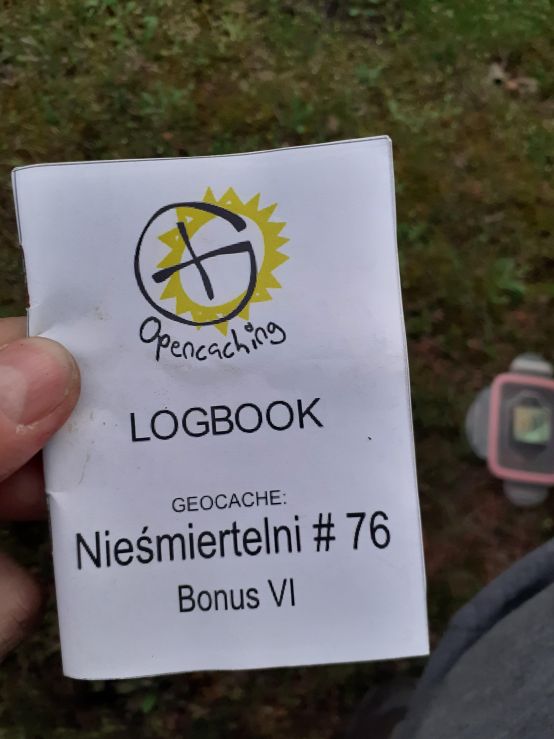 Opencaching
LOGBOOK
GEOCACHE:
Nieśmiertelni # 76
Bonus VI